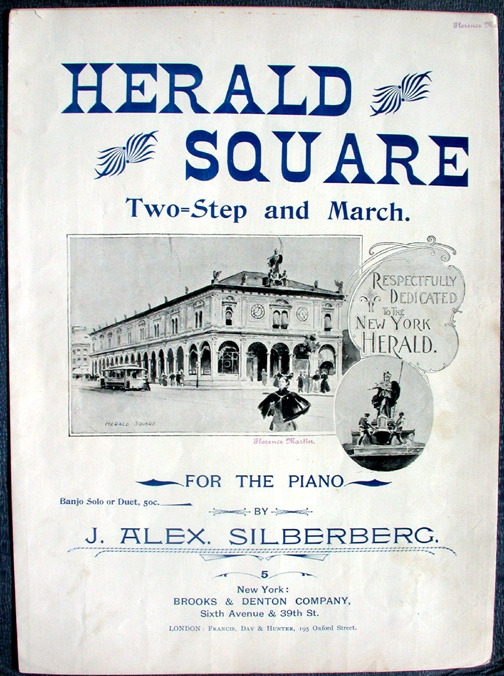 Florence M
HERALD
SQUARE
Two=Step and March.
RESPECTFULLY
DEDICATED
TO THE
NEW YORK
HERALD.
HERALD SQUARE
Florence Martin.
FOR THE PIANO
Banjo Solo or Duet, 50c.
BY
J. ALEX. SILBERBERG.
5
New York:
BROOKS & DENTON COMPANY,
Sixth Avenue & 39th St.
LONDON: FRANCIS, DAY & HUNTER, 195 Oxford Street.